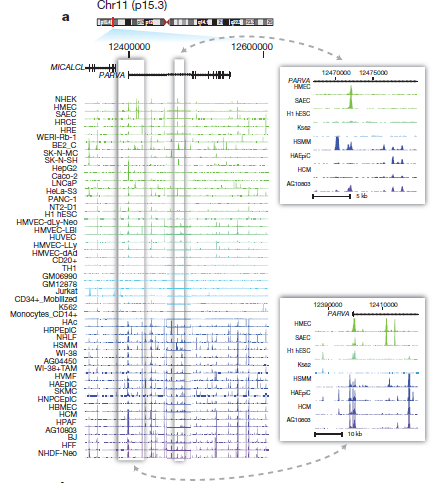 a
Chr11 (p15.3)
12400000 12600000
MICALCL
PARVA
NHEK
HMEC
SAEC
HRCE
HRE
WERI-Rb-1
BE2_C
SK-N-MC
SK-N-SH
HepG2
Caco-2
LNCaP
HeLa-S3
PANC-1
NT2-D1
H1 hESC
HMVEC-dLy-Neo
HMVEC-LBl
HUVEC
HMVEC-LLy
HMVEC-dAd
CD20+
TH1
GM06990
GM12878
Jurkat
CD34+_Mobilized
K562
Monocytes_CD14+
HAc
HRPEpiC
NHLF
HSMM
WI-38
AG04450
WI-38+TAM
HVMF
HAEpiC
SKMC
HNPCEpiC
HBMEC
HCM
HPAF
AG10803
BJ
HFF
NHDF-Neo
12470000 12475000
PARVA
HMEC
SAEC
H1 hESC
K562
HSMM
HAEpiC
HCM
AG10803
5 kb
12390000 12410000
PARVA
HMEC
SAEC
H1 hESC
K562
HSMM
HAEpiC
HCM
AG10803
10 kb